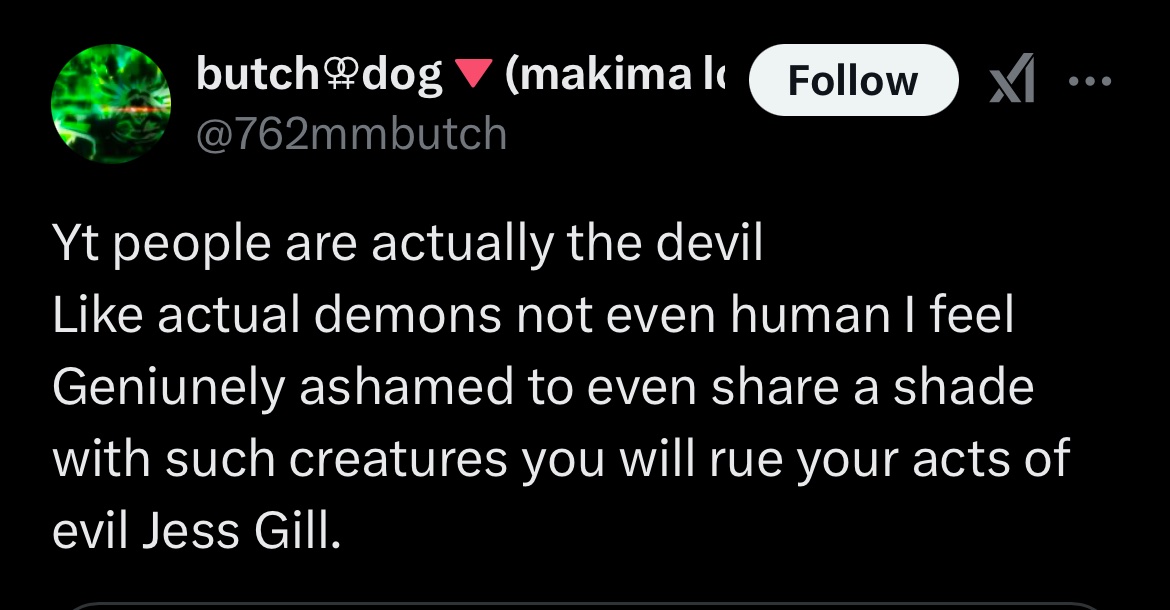 butch⚢dog 🔻 (makima lo
Follow
@762mmbutch
Yt people are actually the devil
Like actual demons not even human I feel
Geniunely ashamed to even share a shade
with such creatures you will rue your acts of
evil Jess Gill.